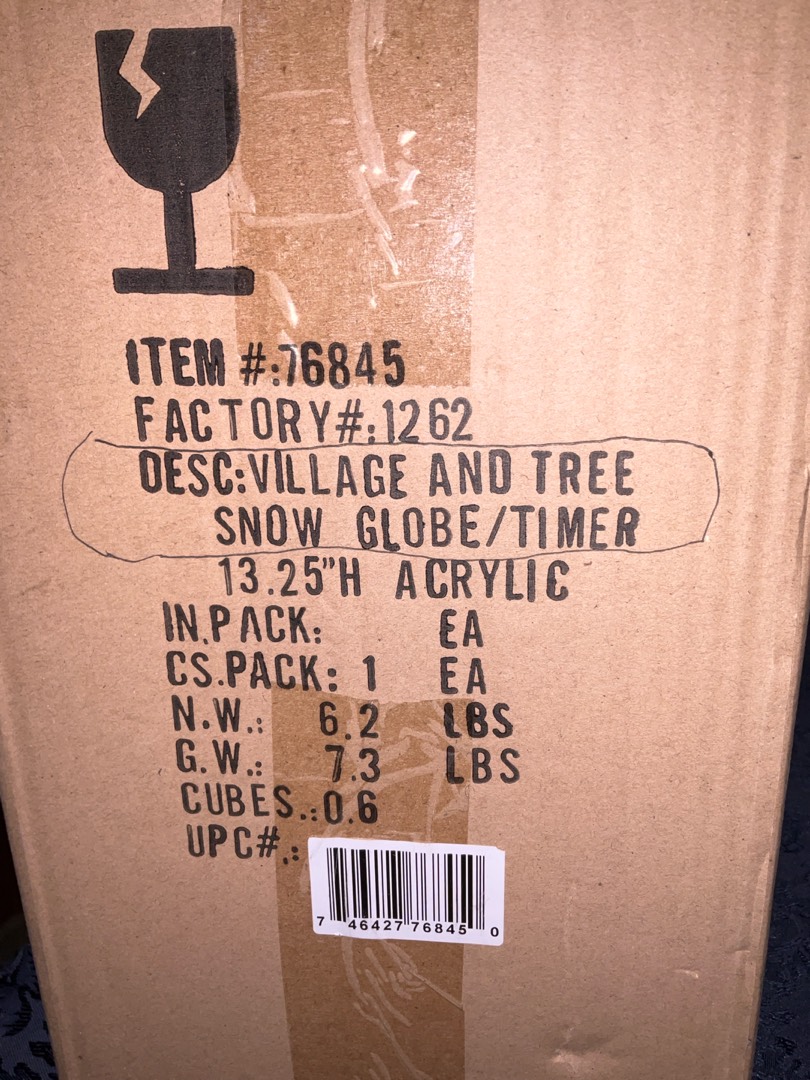 ITEM #:76845
FACTORY#:1262
DESC:VILLAGE AND TREE
SNOW GLOBE/TIMER
13.25"H ACRYLIC
IN.PACK: EA
CS.PACK: 1 EA
N.W.: 6.2 LBS
G.W.: 7.3 LBS
CUBES.:0.6
UPC#.:
7 46427 76845 0